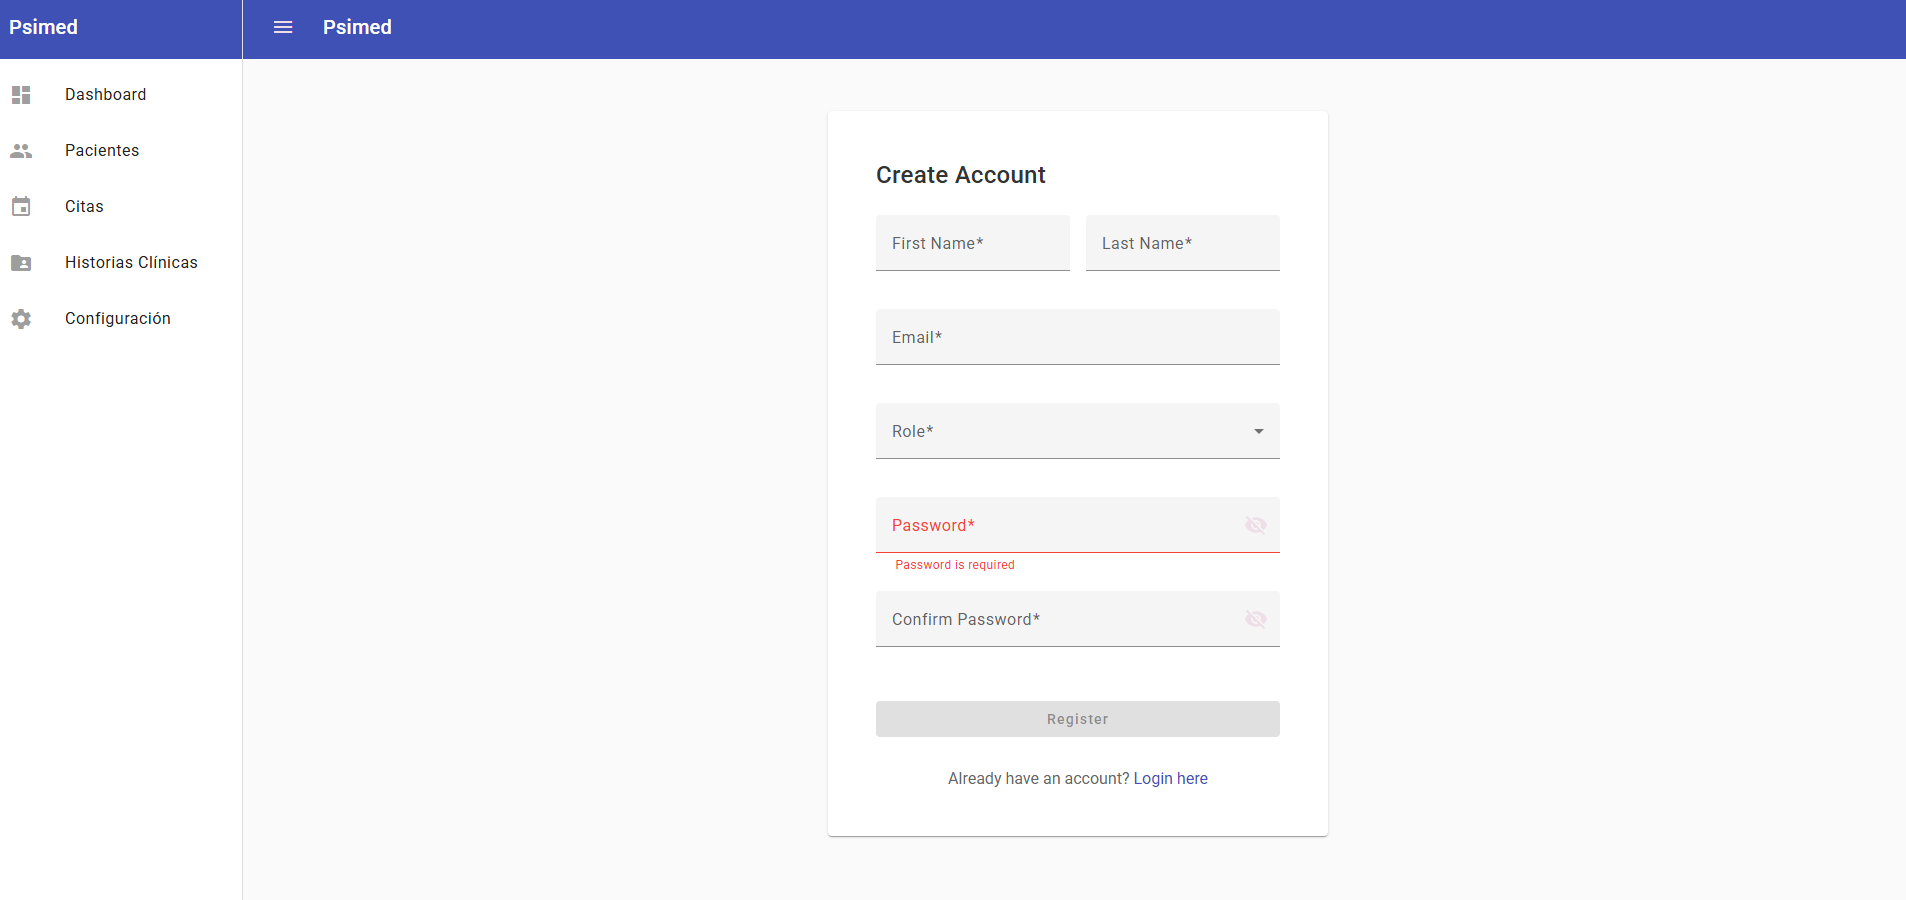 Psimed
Psimed
Dashboard
Pacientes
Citas
Historias Clínicas
Configuración
Create Account
First Name*
Last Name*
Email*
Role*
Password*
Password is required
Confirm Password*
Register
Already have an account? Login here